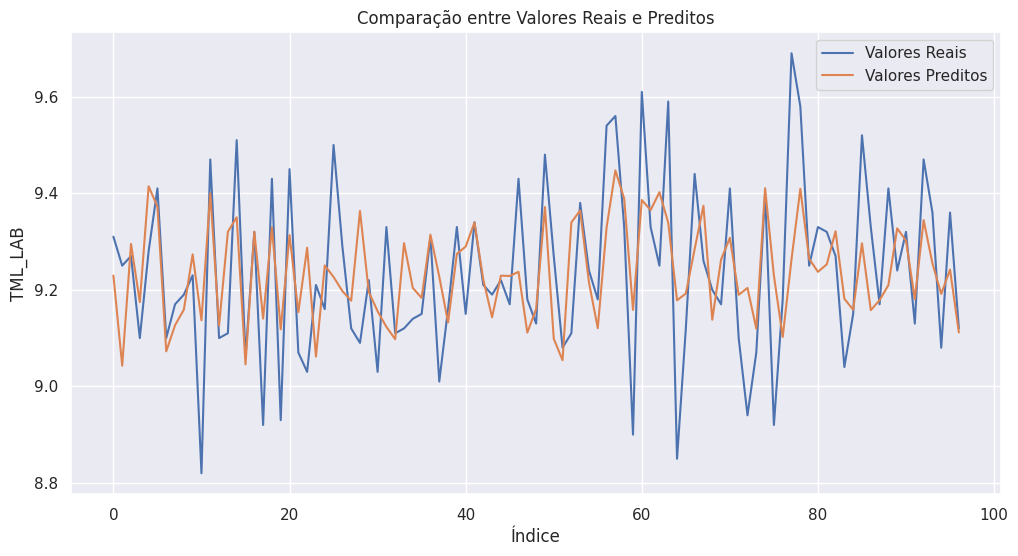 Comparação entre Valores Reais e Preditos
Valores Reais
Valores Preditos
TML_LAB
9.6
9.4
9.2
9.0
8.8
0 20 40 60 80 100
Índice